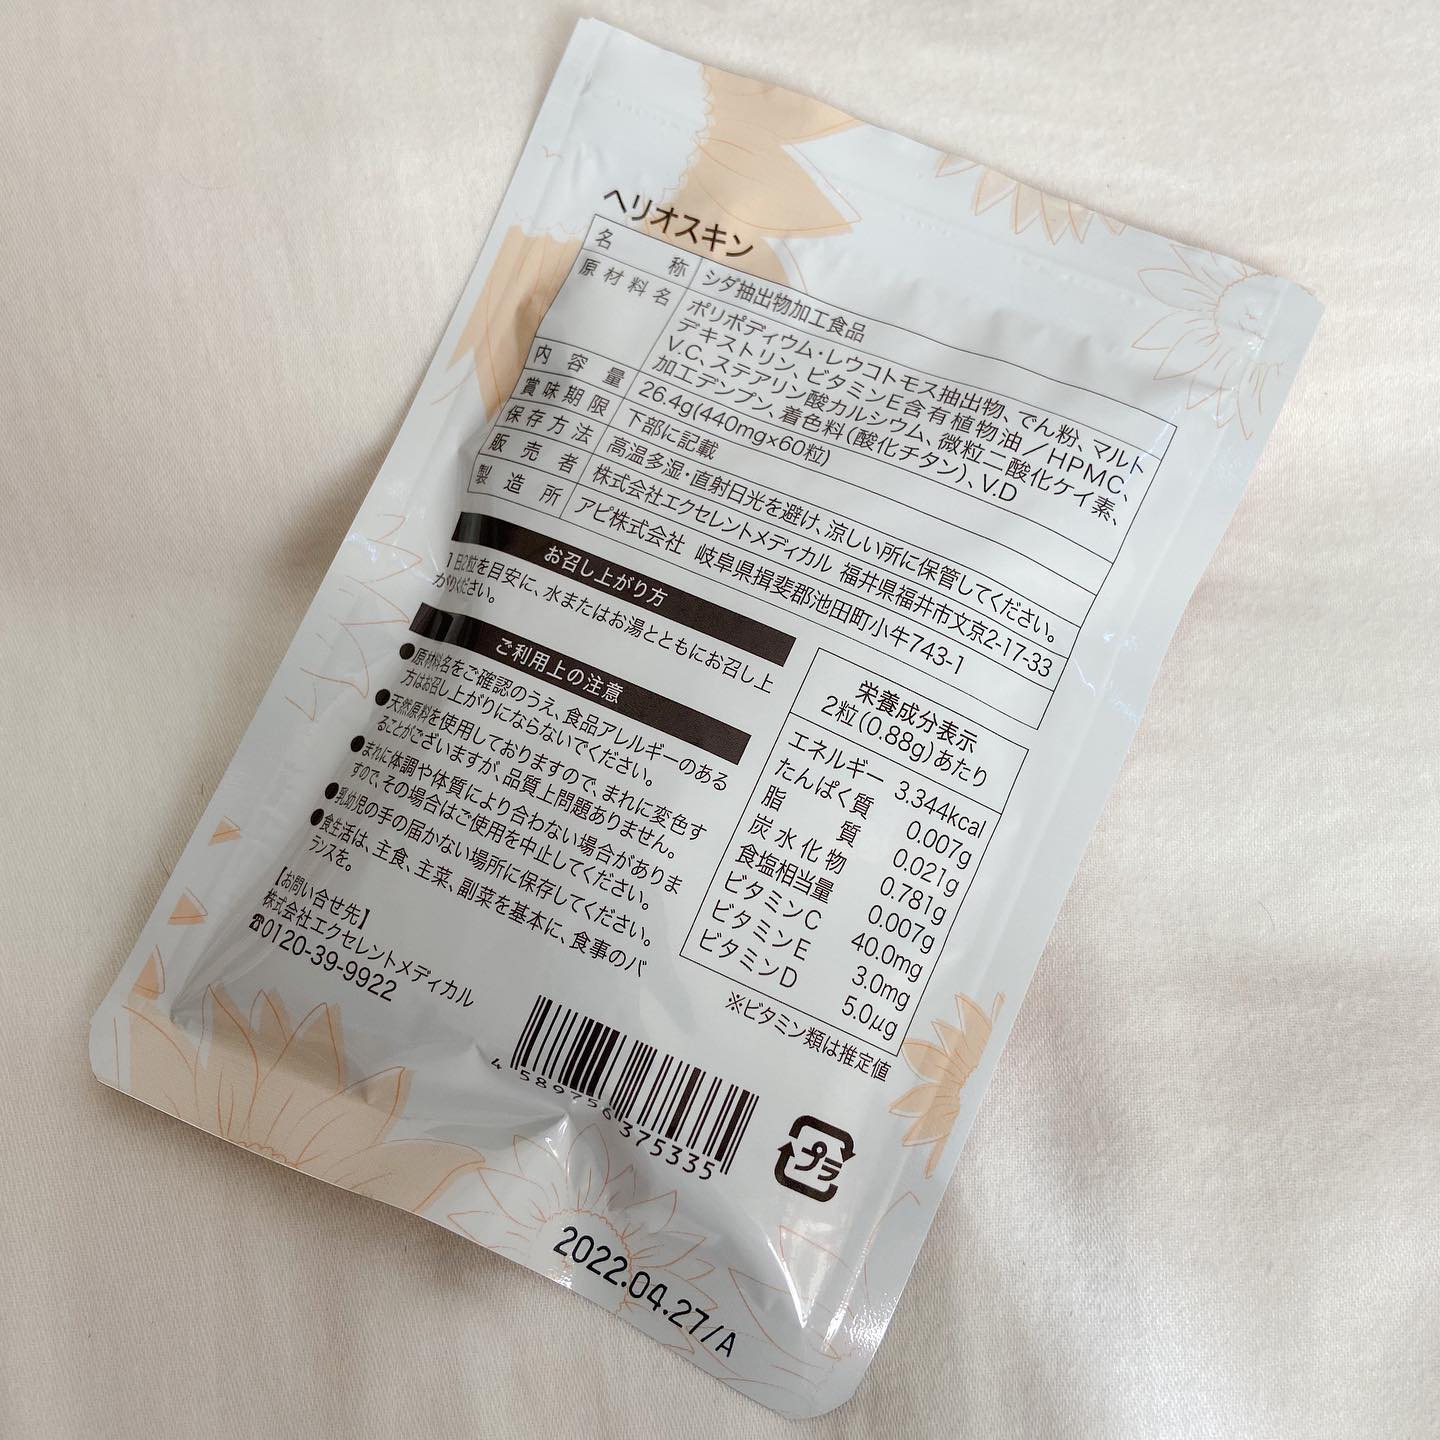 ヘリオスキン
名称 シダ抽出物加工食品
原材料名 ポリポディウム・レウコトモス抽出物、でん粉、マルト
デキストリン、ビタミンE含有植物油／HPMC、
V.C、ステアリン酸カルシウム、微粒二酸化ケイ素、
加工デンプン、着色料(酸化チタン)、V.D
内容量 26.4g(440mg×60粒)
賞味期限 下部に記載
保存方法 高温多湿・直射日光を避け、涼しい所に保管してください。
販売者 株式会社エクセレントメディカル 福井県福井市文京2-17-33
製造所 アピ株式会社 岐阜県揖斐郡池田町小牛743-1
お召し上がり方
1日2粒を目安に、水またはお湯とともにお召し上
がりください。
ご利用上の注意
●原材料名をご確認のうえ、食品アレルギーのある
方はお召し上がりにならないでください。
●天然原料を使用しておりますので、まれに変色す
ることがございますが、品質上問題ありません。
●まれに体調や体質により合わない場合がありま
すので、その場合はご使用を中止してください。
●乳幼児の手の届かない場所に保存してください。
●食生活は、主食、主菜、副菜を基本に、食事のバ
ランスを。
【お問い合せ先】
株式会社エクセレントメディカル
☎0120-39-9922
栄養成分表示
2粒(0.88g)あたり
エネルギー 3.344kcal
たんぱく質 0.007g
脂質 0.021g
炭水化物 0.781g
食塩相当量 0.007g
ビタミンC 40.0mg
ビタミンE 3.0mg
ビタミンD 5.0μg
※ビタミン類は推定値
4 589756 375335
プラ
2022.04.27/A